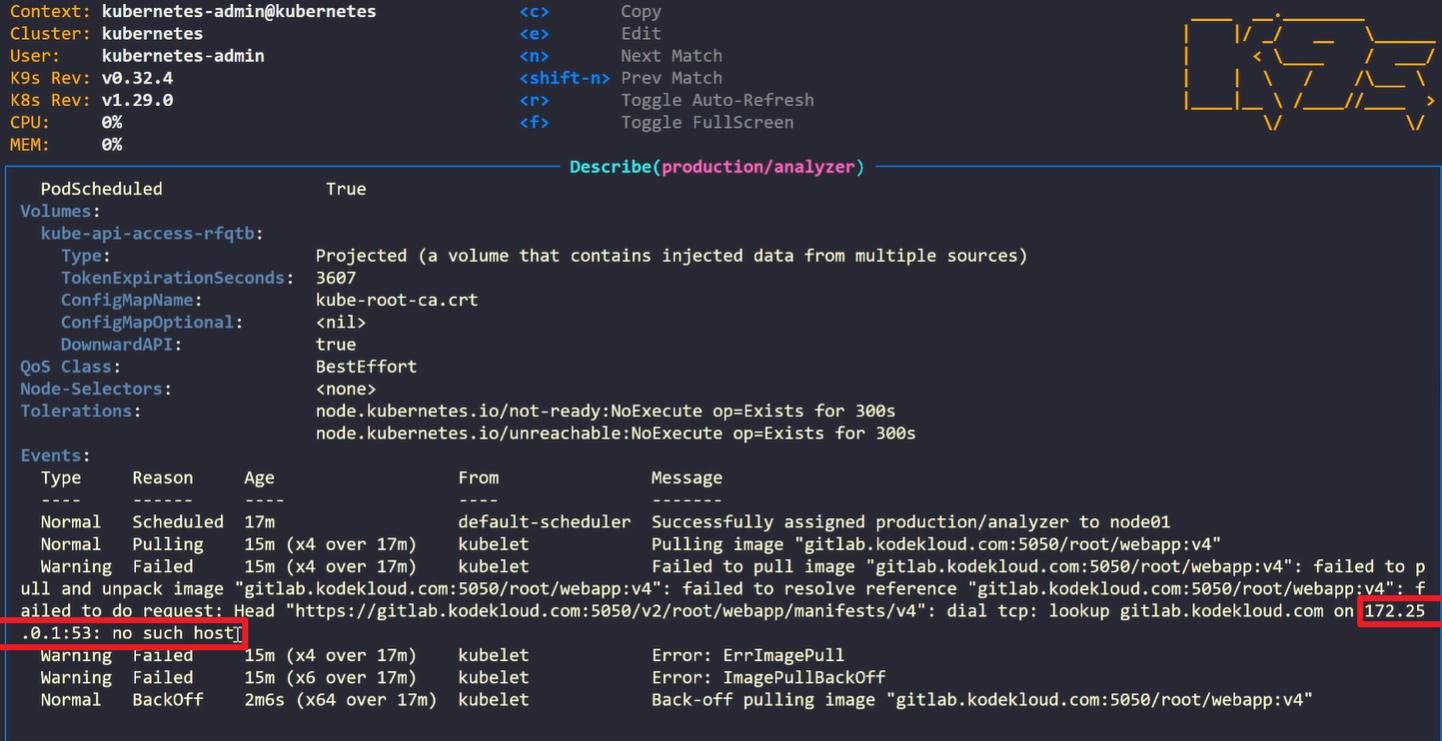 Context: kubernetes-admin@kubernetes <c> Copy
Cluster: kubernetes <e> Edit
User: kubernetes-admin <n> Next Match
K9s Rev: v0.32.4 <shift-n> Prev Match
K8s Rev: v1.29.0 <r> Toggle Auto-Refresh
CPU: 0% <f> Toggle FullScreen
MEM: 0%
Describe(production/analyzer)
PodScheduled True
Volumes:
kube-api-access-rfqtb:
Type: Projected (a volume that contains injected data from multiple sources)
TokenExpirationSeconds: 3607
ConfigMapName: kube-root-ca.crt
ConfigMapOptional: <nil>
DownwardAPI: true
QoS Class: BestEffort
Node-Selectors: <none>
Tolerations: node.kubernetes.io/not-ready:NoExecute op=Exists for 300s
node.kubernetes.io/unreachable:NoExecute op=Exists for 300s
Events:
Type Reason Age From Message
---- ------ ---- ---- -------
Normal Scheduled 17m default-scheduler Successfully assigned production/analyzer to node01
Normal Pulling 15m (x4 over 17m) kubelet Pulling image "gitlab.kodekloud.com:5050/root/webapp:v4"
Warning Failed 15m (x4 over 17m) kubelet Failed to pull image "gitlab.kodekloud.com:5050/root/webapp:v4": failed to p
ull and unpack image "gitlab.kodekloud.com:5050/root/webapp:v4": failed to resolve reference "gitlab.kodekloud.com:5050/root/webapp:v4": f
ailed to do request: Head "https://gitlab.kodekloud.com:5050/v2/root/webapp/manifests/v4": dial tcp: lookup gitlab.kodekloud.com on 172.25
.0.1:53: no such host
Warning Failed 15m (x4 over 17m) kubelet Error: ErrImagePull
Warning Failed 15m (x6 over 17m) kubelet Error: ImagePullBackOff
Normal BackOff 2m6s (x64 over 17m) kubelet Back-off pulling image "gitlab.kodekloud.com:5050/root/webapp:v4"